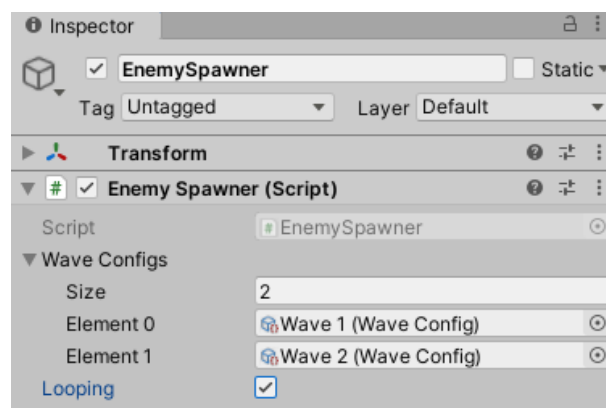 Inspector
EnemySpawner Static
Tag Untagged Layer Default
Transform
# Enemy Spawner (Script)
Script # EnemySpawner
Wave Configs
Size 2
Element 0 Wave 1 (Wave Config)
Element 1 Wave 2 (Wave Config)
Looping